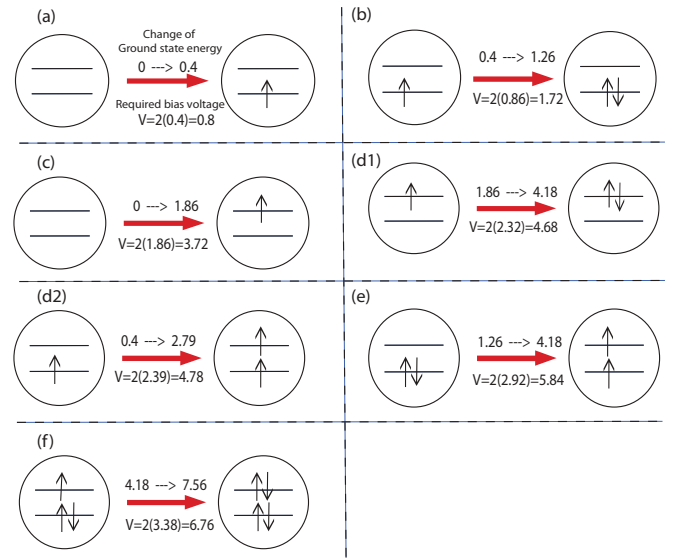 (a)
Change of
Ground state energy
0 ---> 0.4
Required bias voltage
V=2(0.4)=0.8
(b)
0.4 ---> 1.26
V=2(0.86)=1.72
(c)
0 ---> 1.86
V=2(1.86)=3.72
(d1)
1.86 ---> 4.18
V=2(2.32)=4.68
(d2)
0.4 ---> 2.79
V=2(2.39)=4.78
(e)
1.26 ---> 4.18
V=2(2.92)=5.84
(f)
4.18 ---> 7.56
V=2(3.38)=6.76